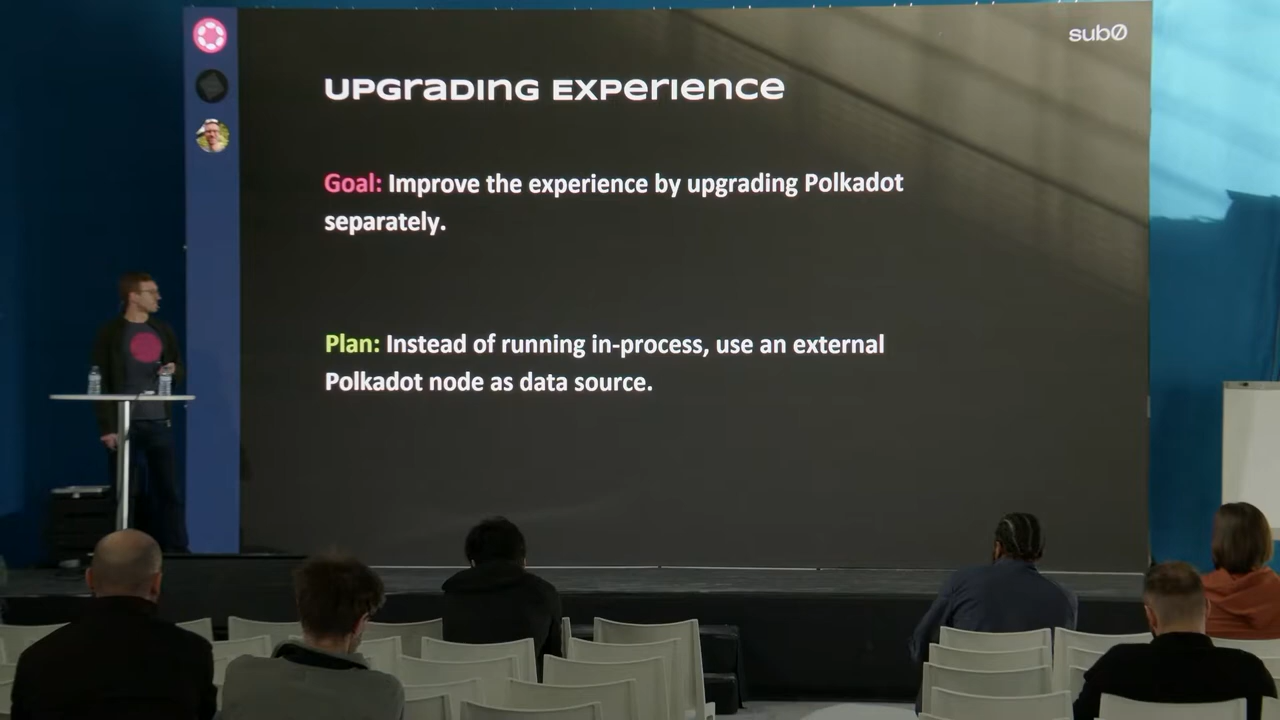 sub0
UPGRADING EXPERIENCE
Goal: Improve the experience by upgrading Polkadot
separately.
Plan: Instead of running in-process, use an external
Polkadot node as data source.